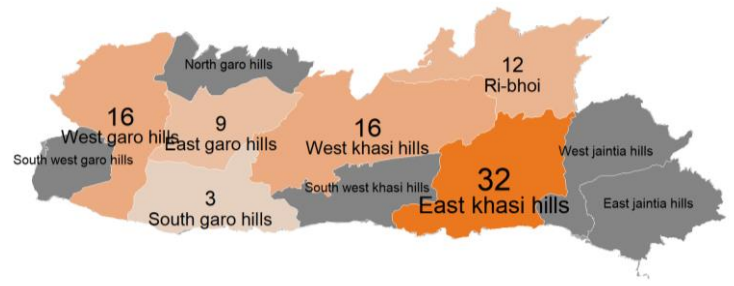 North garo hills
12
Ri-bhoi
16
West garo hills
9
East garo hills
16
West khasi hills
South west garo hills
West jaintia hills
South west khasi hills
32
East khasi hills
3
South garo hills
East jaintia hills